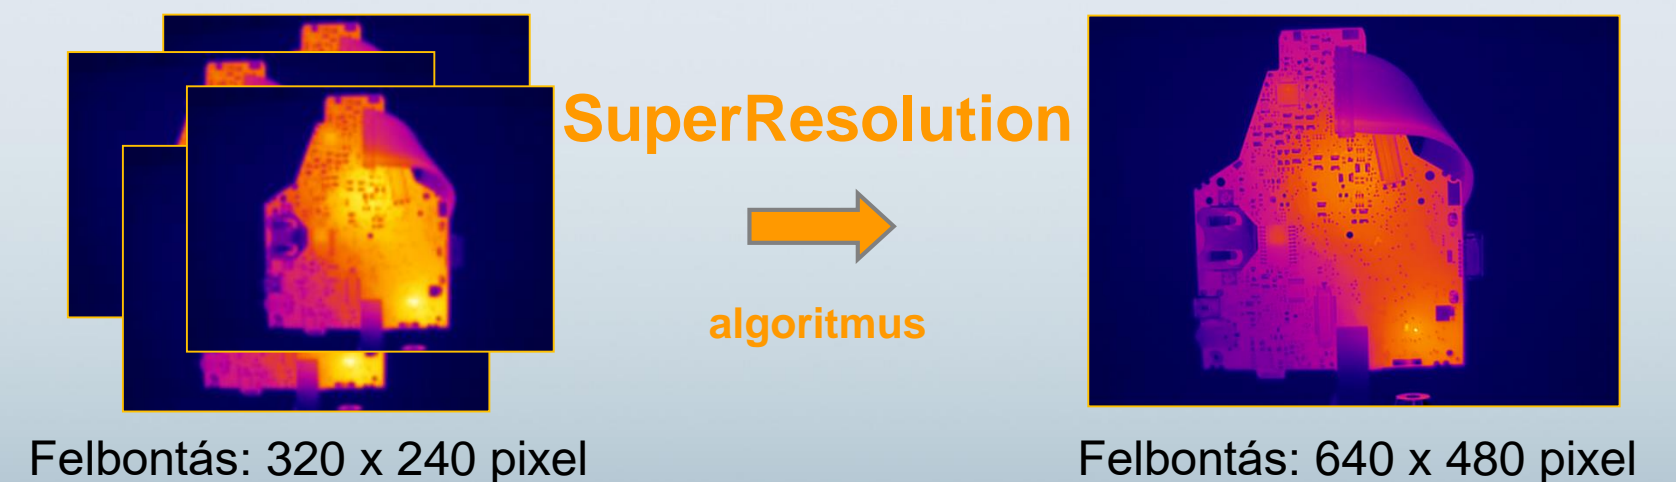 SuperResolution
algoritmus
Felbontás: 320 x 240 pixel
Felbontás: 640 x 480 pixel